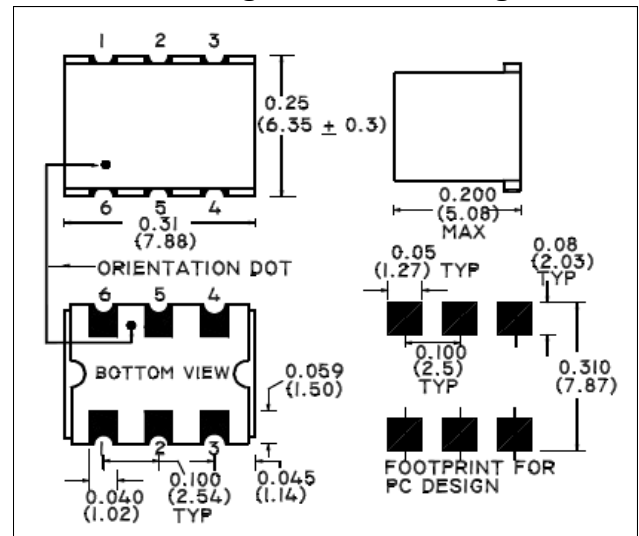 1 2 3
0.25
(6.35 ± 0.3)
6 5 4
0.31
(7.88)
0.200
(5.08)
MAX
ORIENTATION DOT
0.05
(1.27) TYP
0.08
(2.03)
TYP
6 5 4
BOTTOM VIEW
0.059
(1.50)
0.100
(2.5)
TYP
0.310
(7.87)
1 2 3
0.040
(1.02)
0.100
(2.54)
TYP
0.045
(1.14)
FOOTPRINT FOR
PC DESIGN